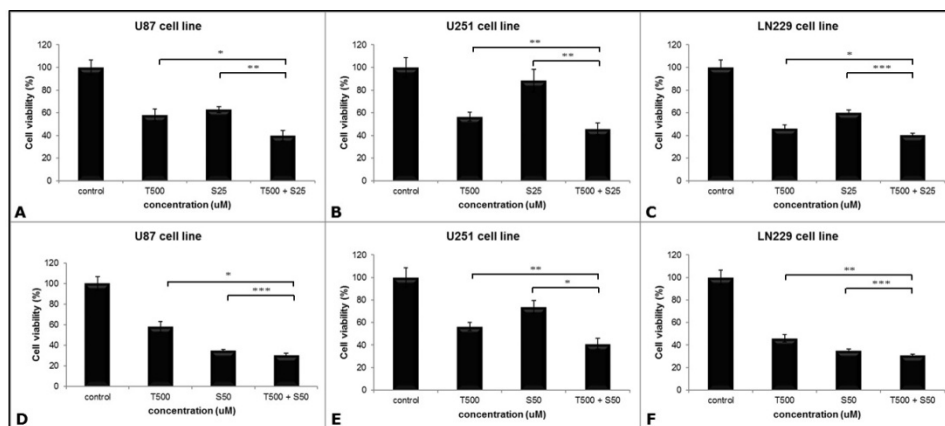 U87 cell line
Cell viability (%)
120
100
80
60
40
20
0
*
**
control T500 S25 T500 + S25
concentration (uM)
A
U251 cell line
Cell viability (%)
120
100
80
60
40
20
0
**
**
control T500 S25 T500 + S25
concentration (uM)
B
LN229 cell line
Cell viability (%)
120
100
80
60
40
20
0
*
***
control T500 S25 T500 + S25
concentration (uM)
C
U87 cell line
Cell viability (%)
120
100
80
60
40
20
0
*
***
control T500 S50 T500 + S50
concentration (uM)
D
U251 cell line
Cell viability (%)
120
100
80
60
40
20
0
**
*
control T500 S50 T500 + S50
concentration (uM)
E
LN229 cell line
Cell viability (%)
120
100
80
60
40
20
0
**
***
control T500 S50 T500 + S50
concentration (uM)
F